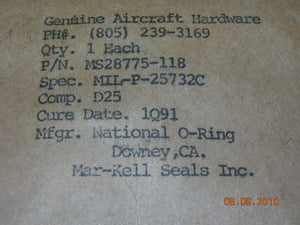 Genuine Aircraft Hardware
PH#. (805) 239-3169
Qty. 1 Each
P/N. MS28775-118
Spec. MIL-P-25732C
Comp. D25
Cure Date. 1Q91
Mfgr. National O-Ring
Downey,CA.
Mar-Kell Seals Inc.
08.08.2010